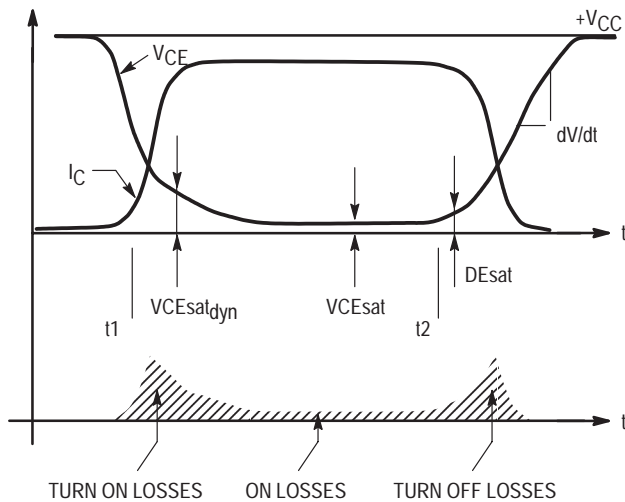 +VCC
VCE
dV/dt
IC
t
DEsat
VCEsatdyn
VCEsat
t1
t2
t
TURN ON LOSSES
ON LOSSES
TURN OFF LOSSES